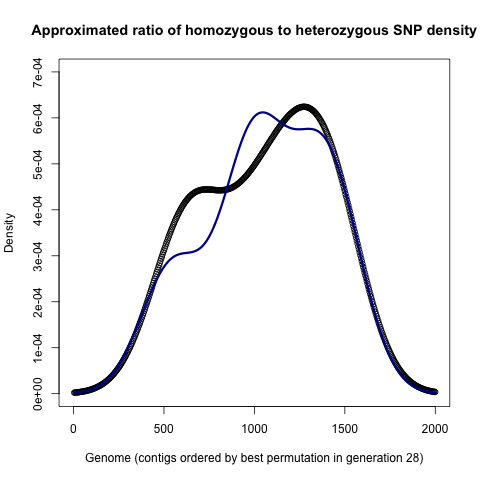 Approximated ratio of homozygous to heterozygous SNP density
7e-04
6e-04
5e-04
4e-04
3e-04
2e-04
1e-04
0e+00
Density
0 500 1000 1500 2000
Genome (contigs ordered by best permutation in generation 28)